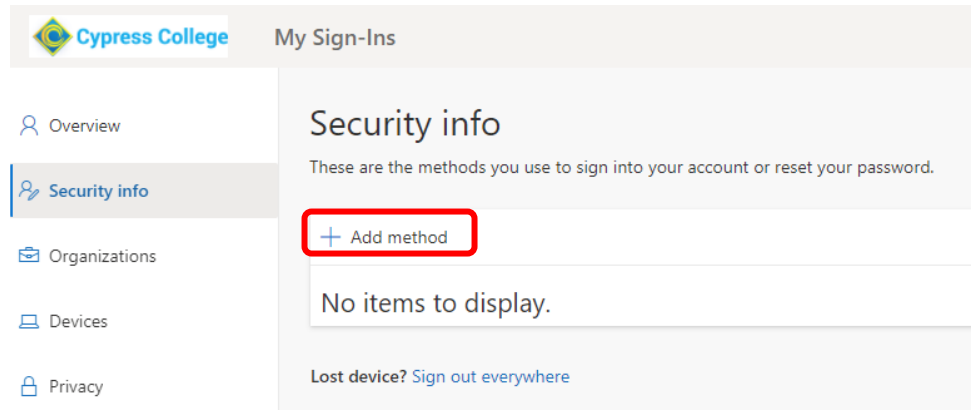 Cypress College
My Sign-Ins
Overview
Security info
Organizations
Devices
Privacy
Security info
These are the methods you use to sign into your account or reset your password.
+ Add method
No items to display.
Lost device? Sign out everywhere